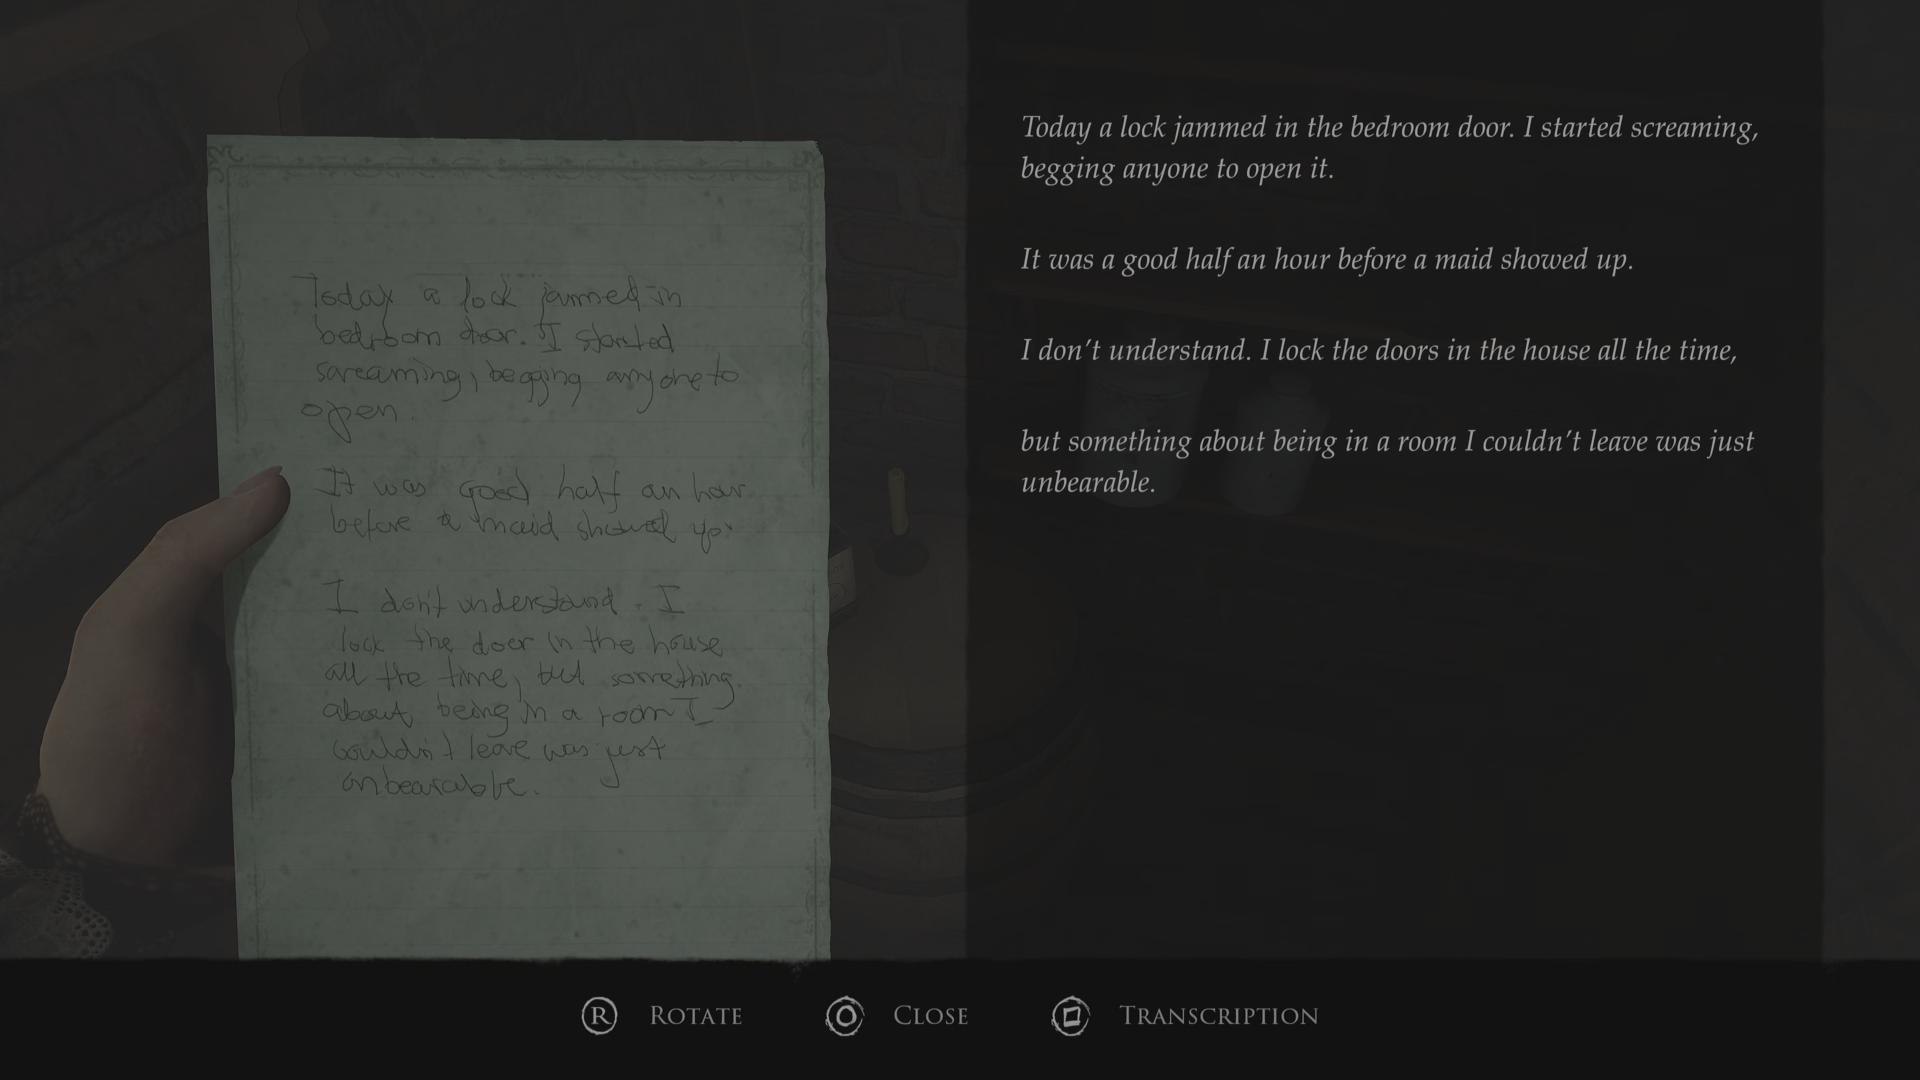 Today a lock jammed in
bedroom door. I started
screaming, begging anyone to
open.
It was good half an hour
before a maid showed up.
I don't understand. I
lock the door in the house
all the time, but something
about being in a room I
couldn't leave was just
unbearable.
Today a lock jammed in the bedroom door. I started screaming,
begging anyone to open it.
It was a good half an hour before a maid showed up.
I don't understand. I lock the doors in the house all the time,
but something about being in a room I couldn't leave was just
unbearable.
R ROTATE CLOSE TRANSCRIPTION